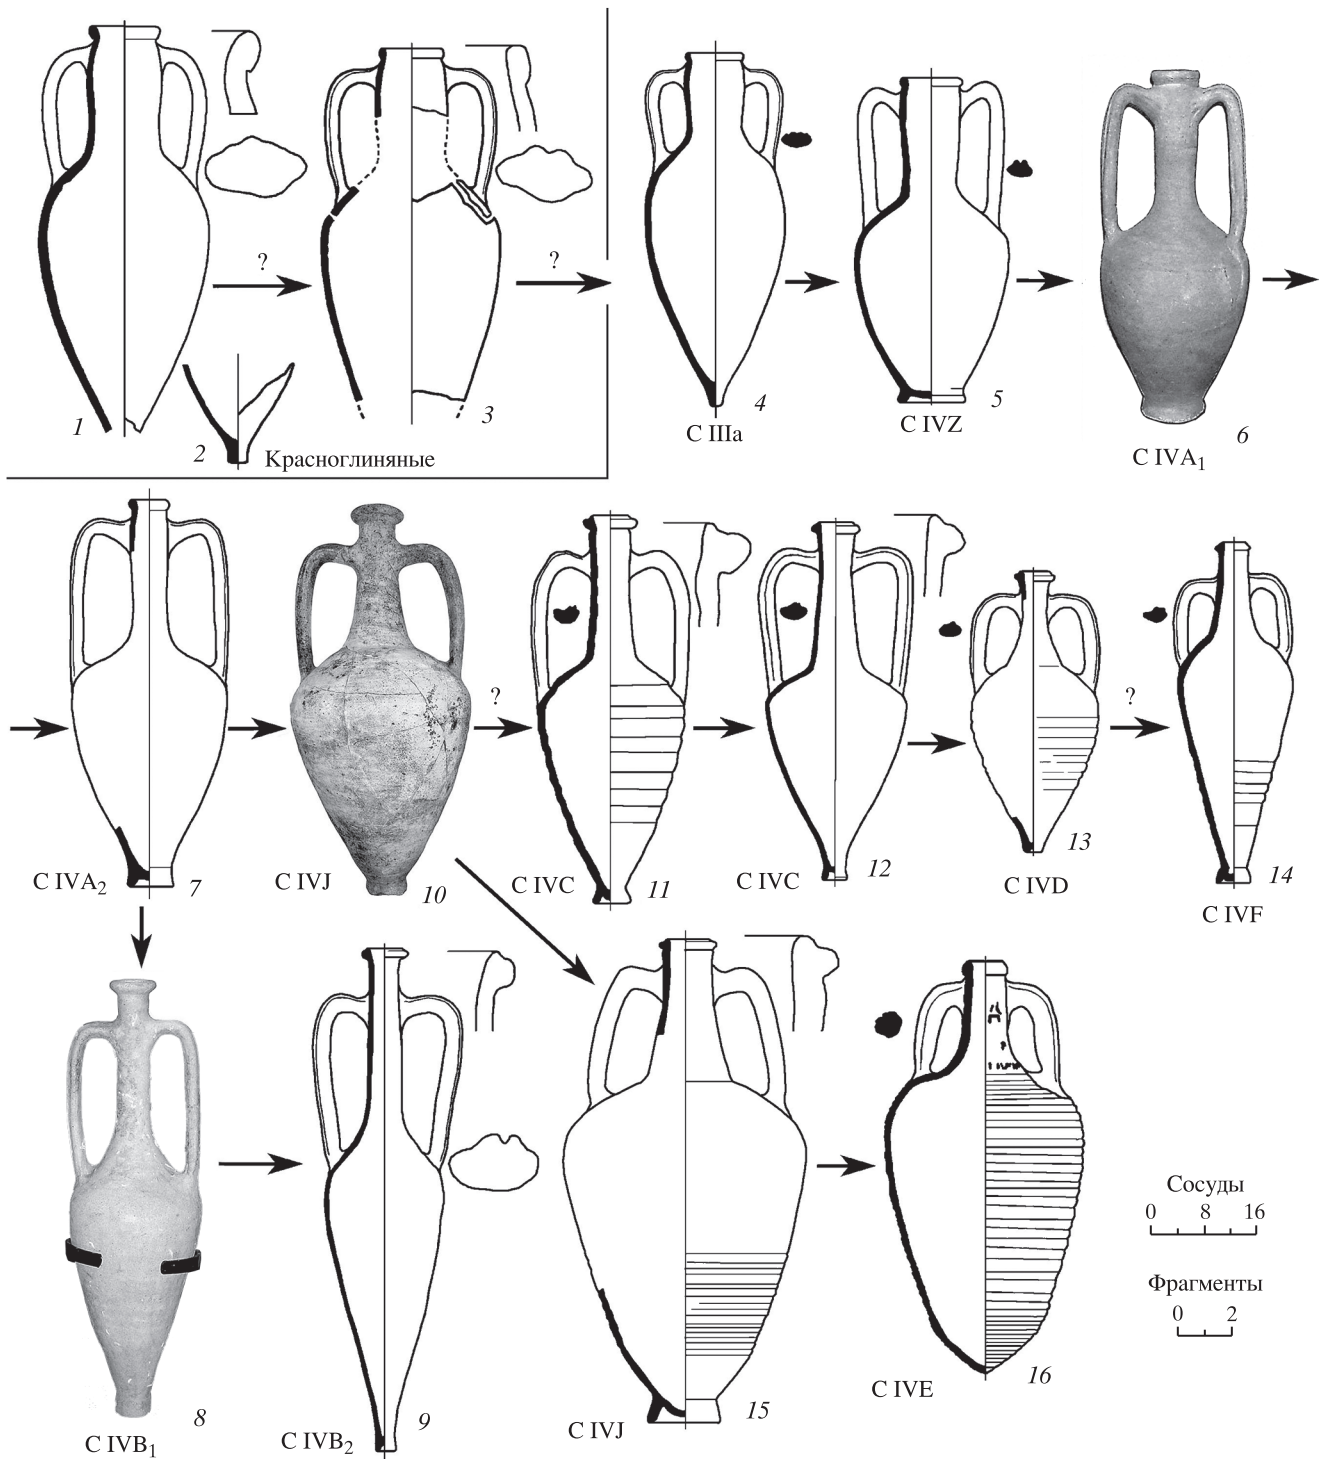 ?
?
1
2
3
Красноглиняные
4
С IIIa
5
С IVZ
6
С IVA₁
?
?
С IVA₂
7
С IVJ
10
С IVC
11
С IVC
12
13
С IVD
14
С IVF
8
С IVB₁
9
С IVB₂
15
С IVJ
16
С IVE
Сосуды
0 8 16
Фрагменты
0 2